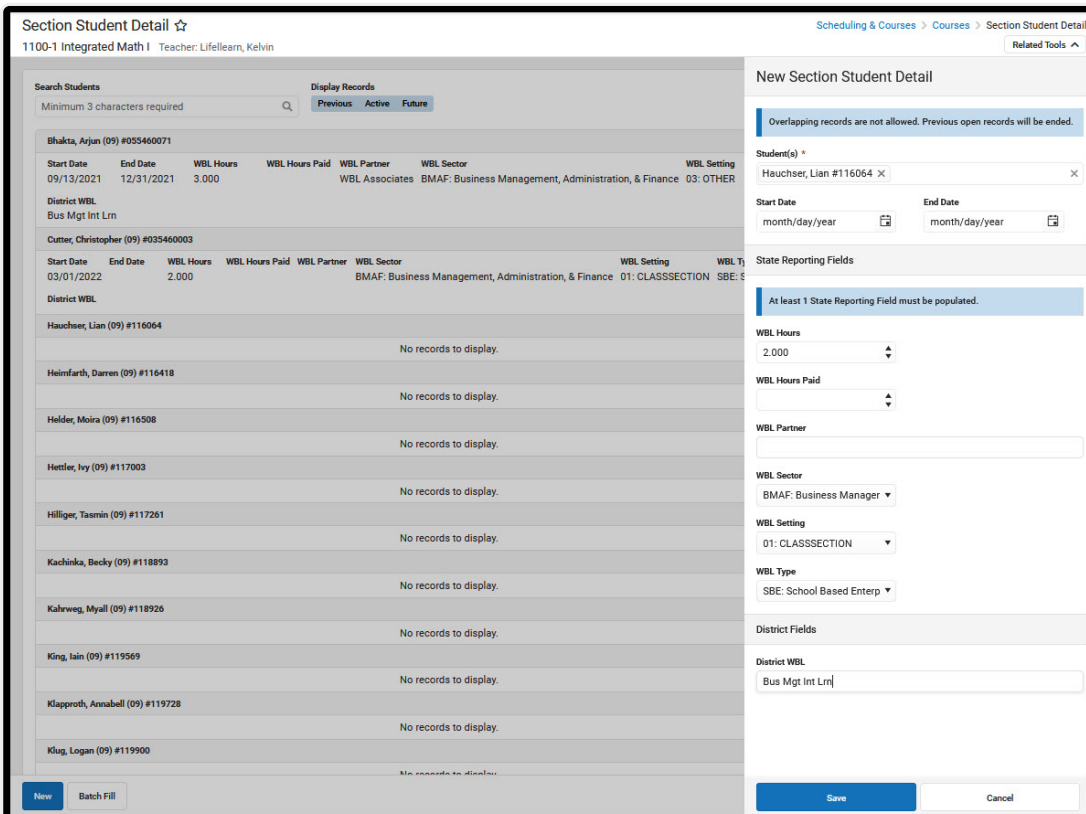 Section Student Detail
Scheduling & Courses > Courses > Section Student Detail
1100-1 Integrated Math I Teacher: Lifellearn, Kelvin
Related Tools
Search Students
Display Records
Minimum 3 characters required
Previous Active Future
Bhakta, Arjun (09) #055460071
Start Date End Date WBL Hours WBL Hours Paid WBL Partner WBL Sector WBL Setting
09/13/2021 12/31/2021 3.000 WBL Associates BMAF: Business Management, Administration, & Finance 03: OTHER
District WBL
Bus Mgt Int Lrn
Cutter, Christopher (09) #035460003
Start Date End Date WBL Hours WBL Hours Paid WBL Partner WBL Sector WBL Setting WBL Ty
03/01/2022 2.000 BMAF: Business Management, Administration, & Finance 01: CLASSSECTION SBE: S
District WBL
Hauchser, Lian (09) #116064
No records to display.
Heimfarth, Darren (09) #116418
No records to display.
Helder, Moira (09) #116508
No records to display.
Hettler, Ivy (09) #117003
No records to display.
Hilliger, Tasmin (09) #117261
No records to display.
Kachinka, Becky (09) #118893
No records to display.
Kahrweg, Myall (09) #118926
No records to display.
King, Iain (09) #119569
No records to display.
Klapproth, Annabell (09) #119728
No records to display.
Klug, Logan (09) #119900
No records to display.
New Batch Fill
New Section Student Detail
Overlapping records are not allowed. Previous open records will be ended.
Student(s) *
Hauchser, Lian #116064
Start Date End Date
month/day/year month/day/year
State Reporting Fields
At least 1 State Reporting Field must be populated.
WBL Hours
2.000
WBL Hours Paid
WBL Partner
WBL Sector
BMAF: Business Manager
WBL Setting
01: CLASSSECTION
WBL Type
SBE: School Based Enterp
District Fields
District WBL
Bus Mgt Int Lrn
Save Cancel